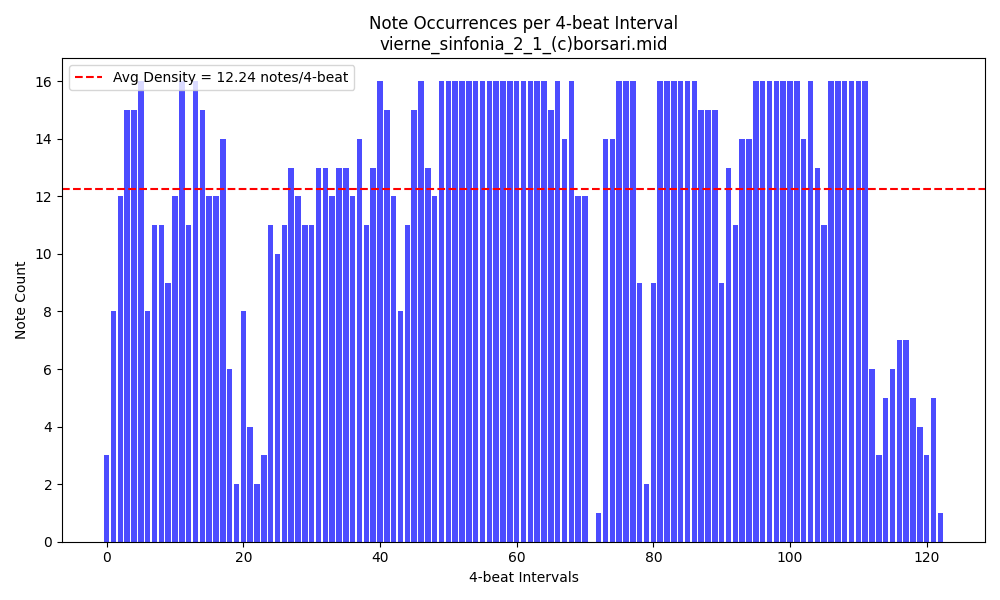 Note Occurrences per 4-beat Interval
vierne_sinfonia_2_1_(c)borsari.mid
Avg Density = 12.24 notes/4-beat
16
14
12
10
8
6
4
2
0
Note Count
0 20 40 60 80 100 120
4-beat Intervals